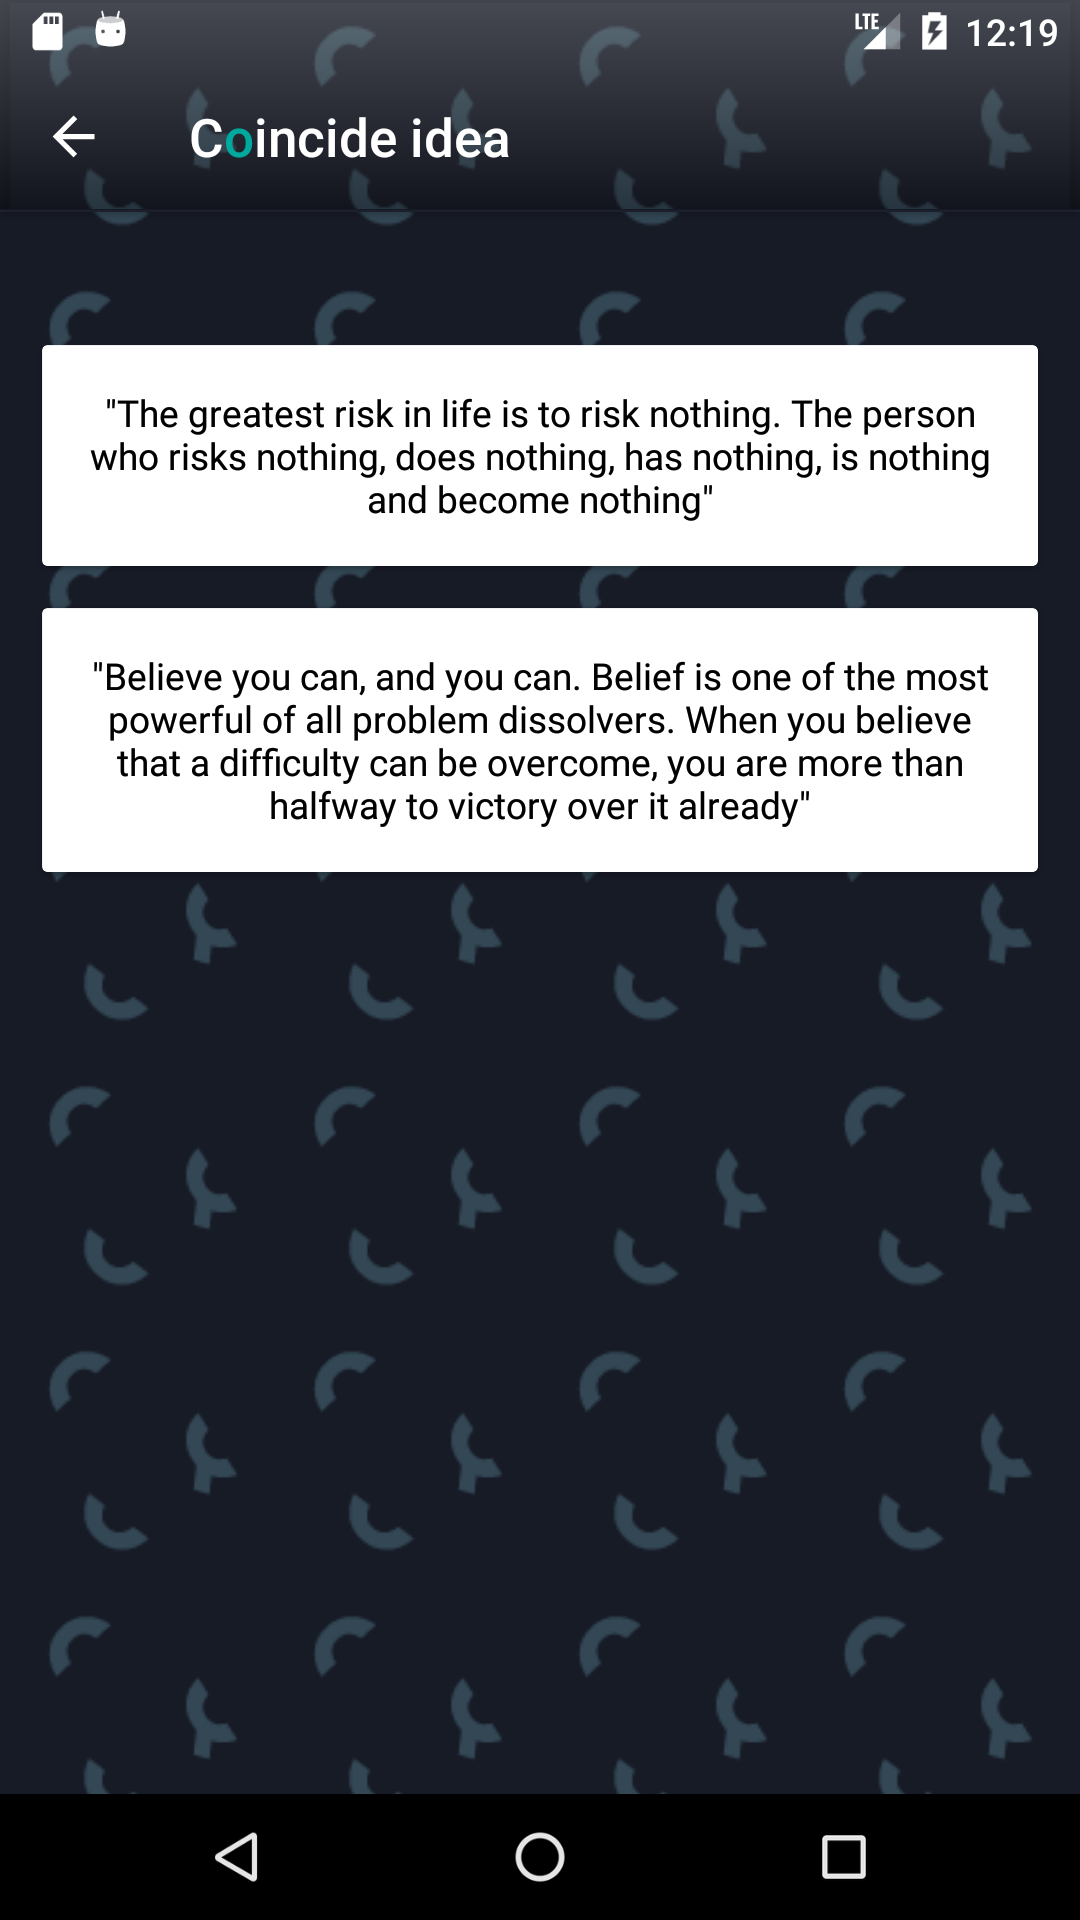 LTE 12:19
Coincide idea
"The greatest risk in life is to risk nothing. The person
who risks nothing, does nothing, has nothing, is nothing
and become nothing"
"Believe you can, and you can. Belief is one of the most
powerful of all problem dissolvers. When you believe
that a difficulty can be overcome, you are more than
halfway to victory over it already"